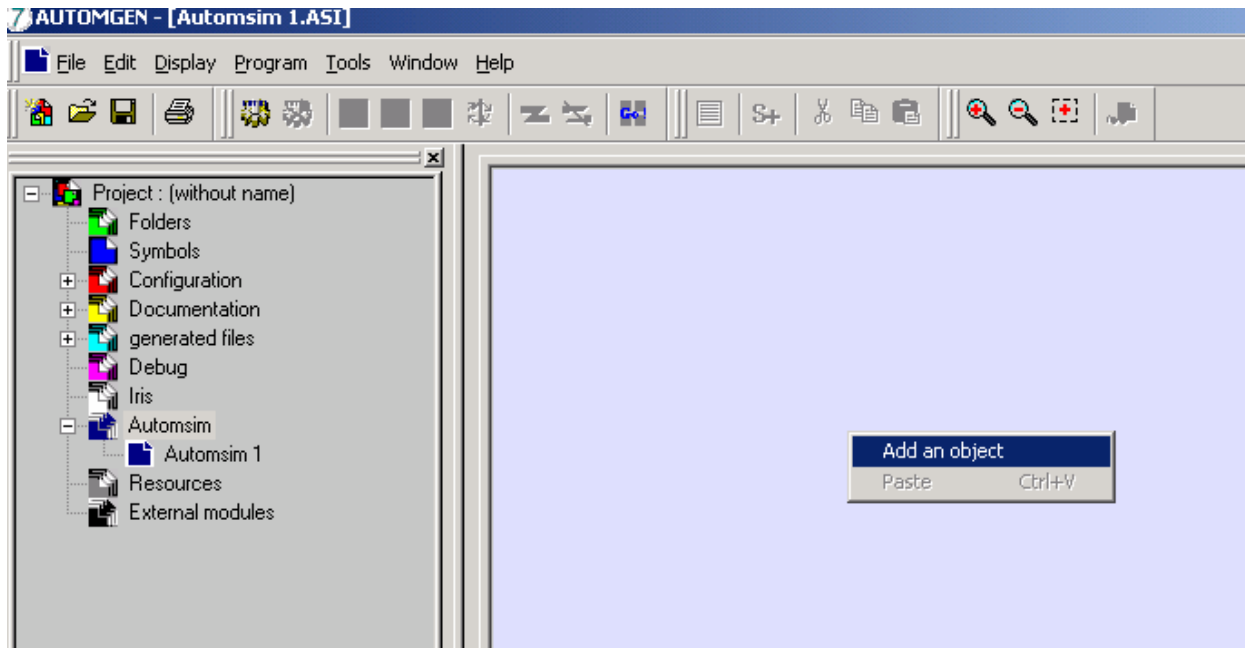 AUTOMGEN - [Automsim 1.ASI]
File Edit Display Program Tools Window Help
Go! S+
Project : (without name)
Folders
Symbols
Configuration
Documentation
generated files
Debug
Iris
Automsim
Automsim 1
Resources
External modules
Add an object
Paste Ctrl+V